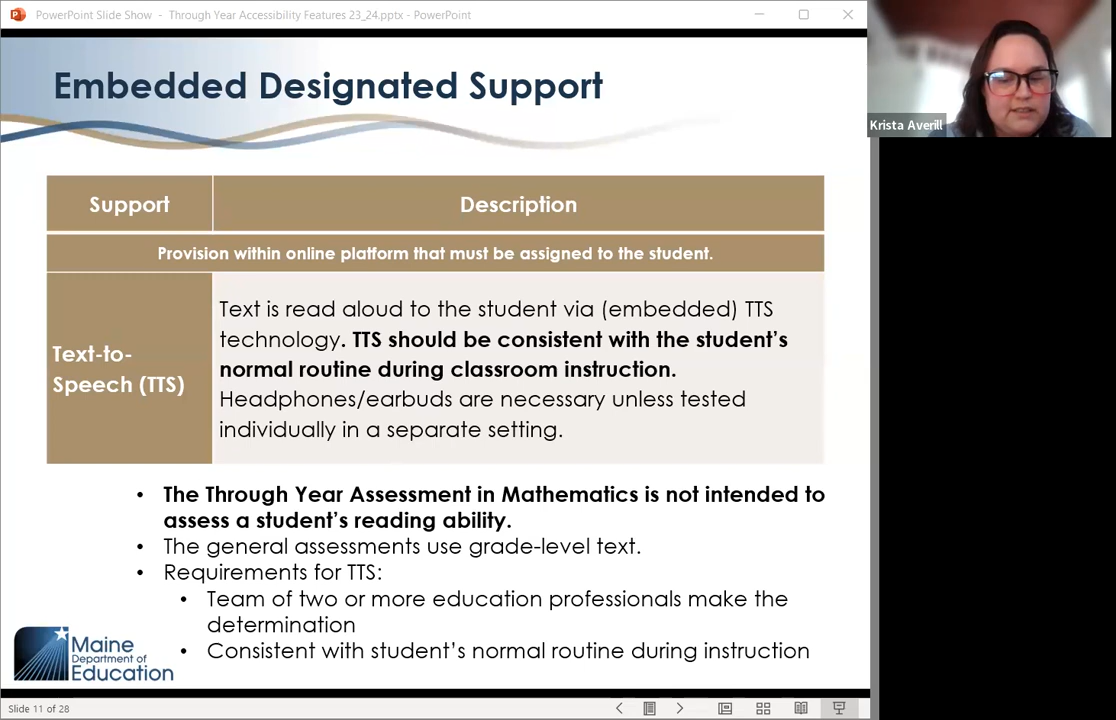 PowerPoint Slide Show - Through Year Accessibility Features 23_24.pptx - PowerPoint
Embedded Designated Support
Support Description
Provision within online platform that must be assigned to the student.
Text-to-
Speech (TTS)
Text is read aloud to the student via (embedded) TTS
technology. TTS should be consistent with the student's
normal routine during classroom instruction.
Headphones/earbuds are necessary unless tested
individually in a separate setting.
• The Through Year Assessment in Mathematics is not intended to
assess a student's reading ability.
• The general assessments use grade-level text.
• Requirements for TTS:
• Team of two or more education professionals make the
determination
• Consistent with student's normal routine during instruction
Maine
Department of
Education
Slide 11 of 28
Krista Averill